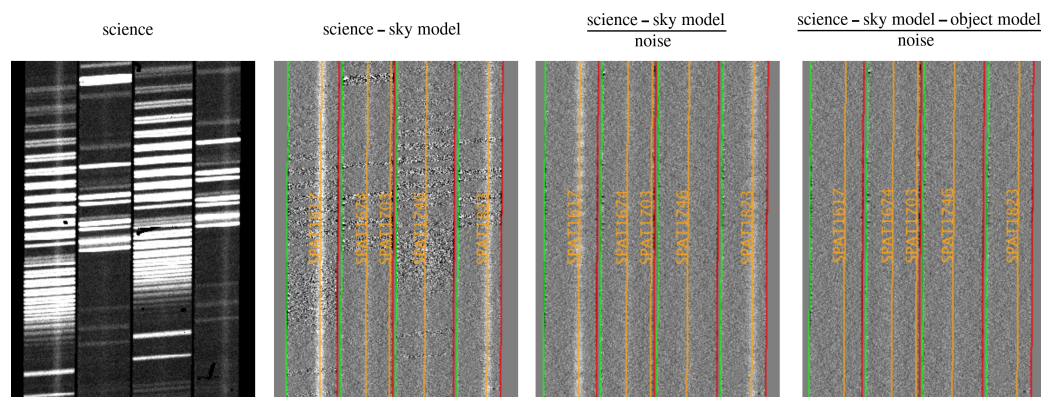 science
science – sky model
science – sky model
noise
science – sky model – object model
noise
SPAT1617
SPAT1674
SPAT1703
SPAT1746
SPAT1823
SPAT1617
SPAT1674
SPAT1703
SPAT1746
SPAT1823
SPAT1617
SPAT1674
SPAT1703
SPAT1746
SPAT1823